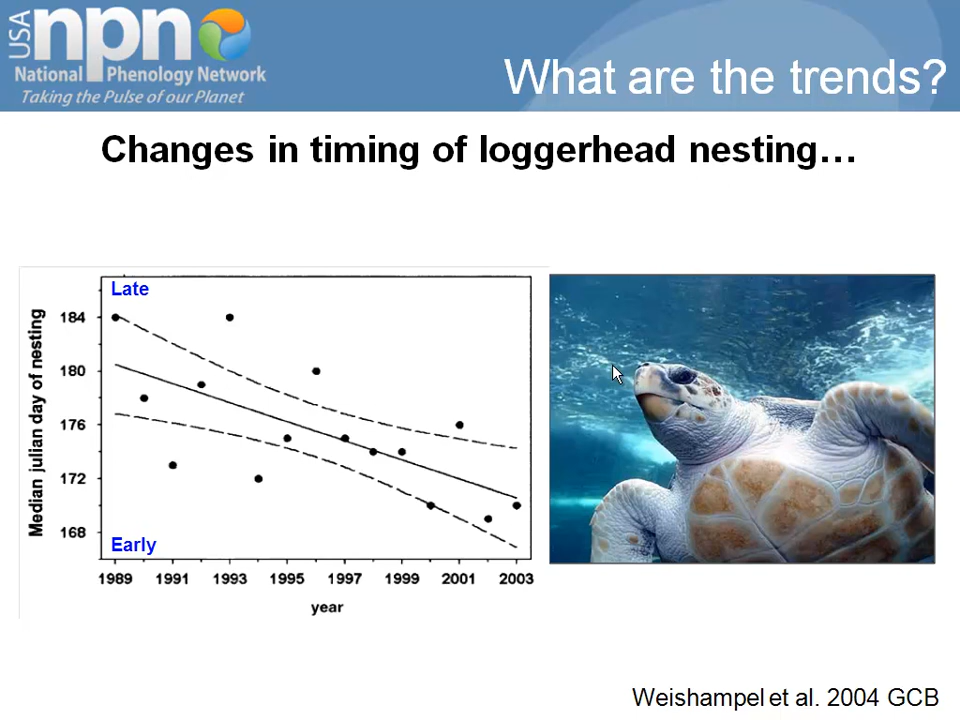 USA npn
National Phenology Network
Taking the Pulse of our Planet
What are the trends?
Changes in timing of loggerhead nesting…
Late
Median julian day of nesting
184
180
176
172
168
Early
1989 1991 1993 1995 1997 1999 2001 2003
year
Weishampel et al. 2004 GCB